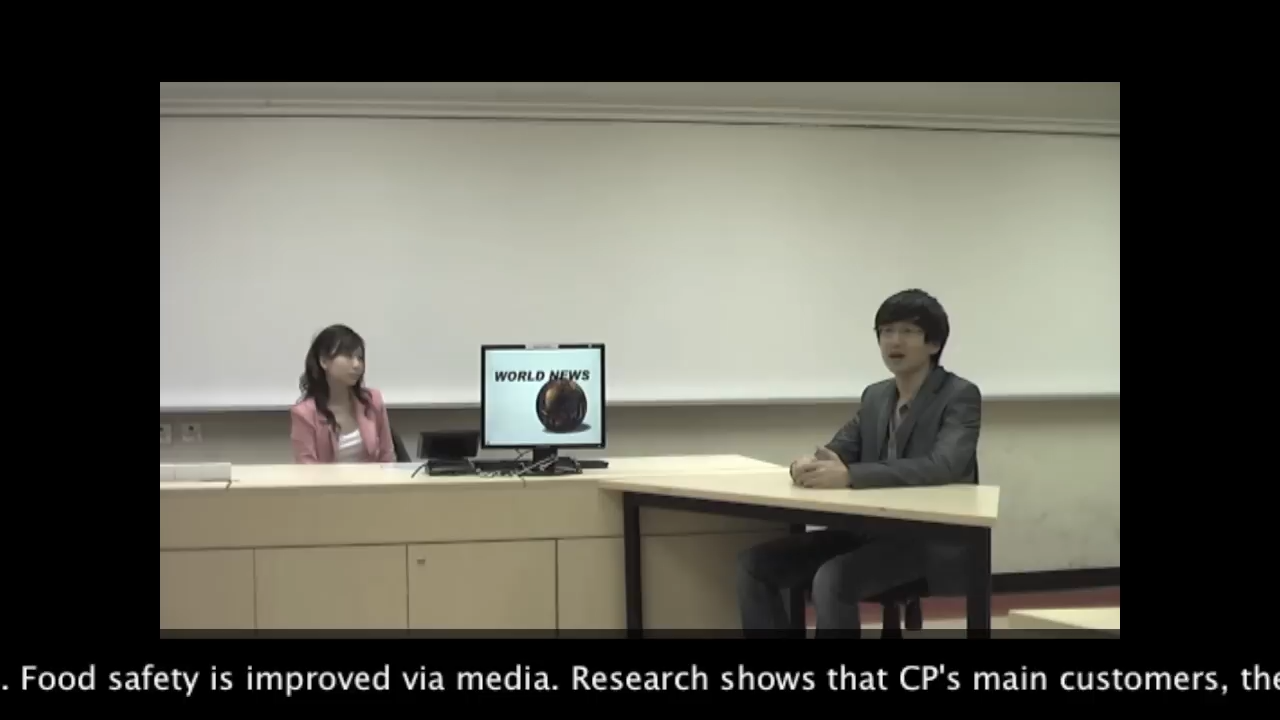 WORLD NEWS
. Food safety is improved via media. Research shows that CP's main customers, the